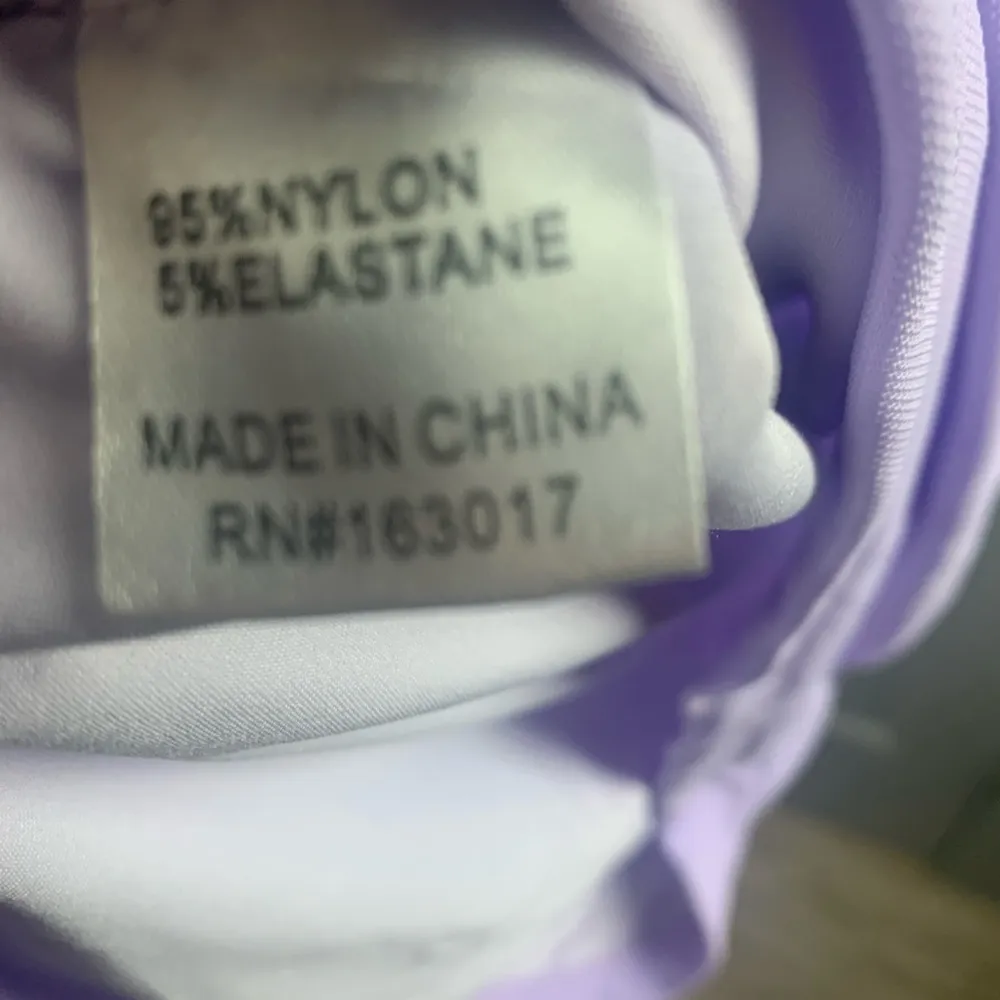 95%NYLON
5%ELASTANE
MADE IN CHINA
RN#163017